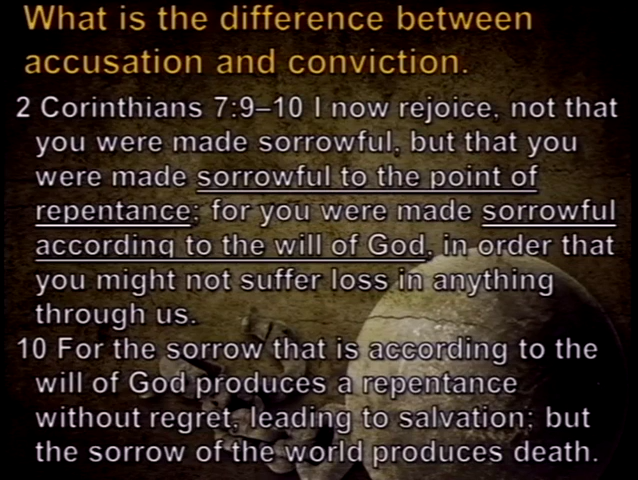 What is the difference between
accusation and conviction.
2 Corinthians 7:9–10 I now rejoice, not that
you were made sorrowful, but that you
were made sorrowful to the point of
repentance; for you were made sorrowful
according to the will of God, in order that
you might not suffer loss in anything
through us.
10 For the sorrow that is according to the
will of God produces a repentance
without regret, leading to salvation; but
the sorrow of the world produces death.